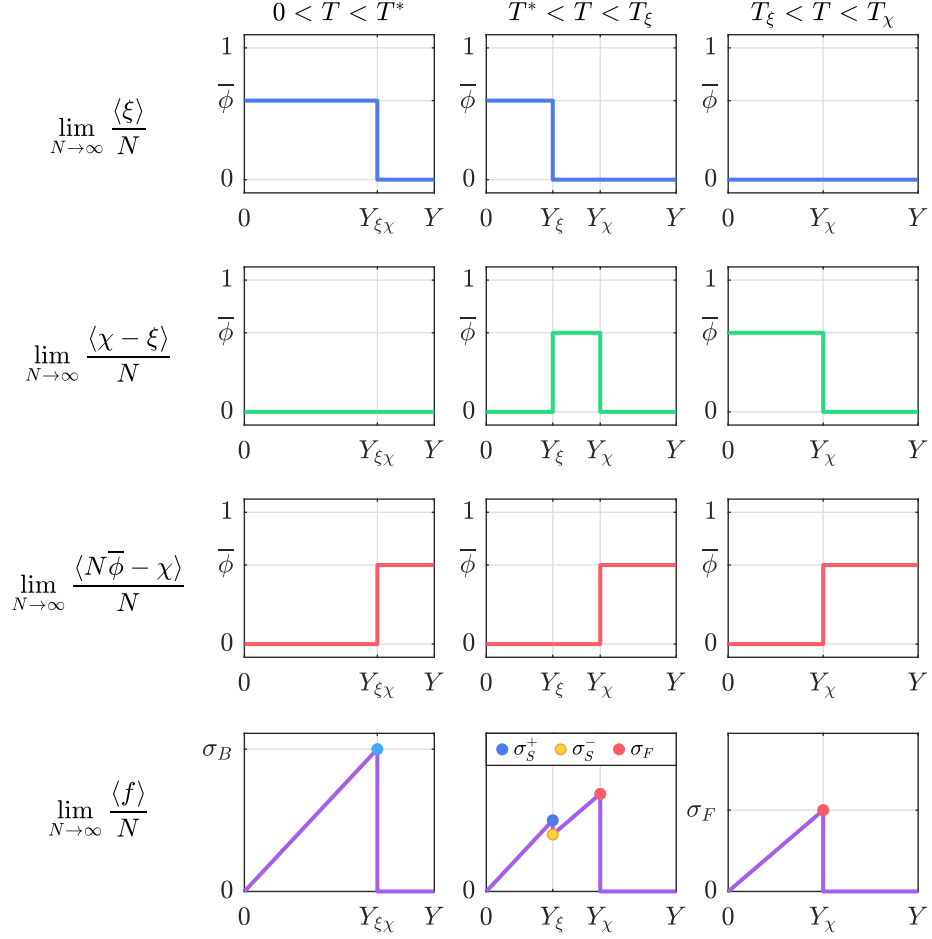 0 < T < T* T* < T < T_ξ T_ξ < T < T_χ
lim_{N→∞} ⟨ξ⟩/N
1 1 1
ϕ̅ ϕ̅ ϕ̅
0 0 0
0 Y_{ξχ} Y 0 Y_ξ Y_χ Y 0 Y_χ Y
lim_{N→∞} ⟨χ − ξ⟩/N
1 1 1
ϕ̅ ϕ̅ ϕ̅
0 0 0
0 Y_{ξχ} Y 0 Y_ξ Y_χ Y 0 Y_χ Y
lim_{N→∞} ⟨Nϕ̅ − χ⟩/N
1 1 1
ϕ̅ ϕ̅ ϕ̅
0 0 0
0 Y_{ξχ} Y 0 Y_ξ Y_χ Y 0 Y_χ Y
lim_{N→∞} ⟨f⟩/N
σ_B σ_S^+ σ_S^− σ_F
σ_F
0 0 0
0 Y_{ξχ} Y 0 Y_ξ Y_χ Y 0 Y_χ Y